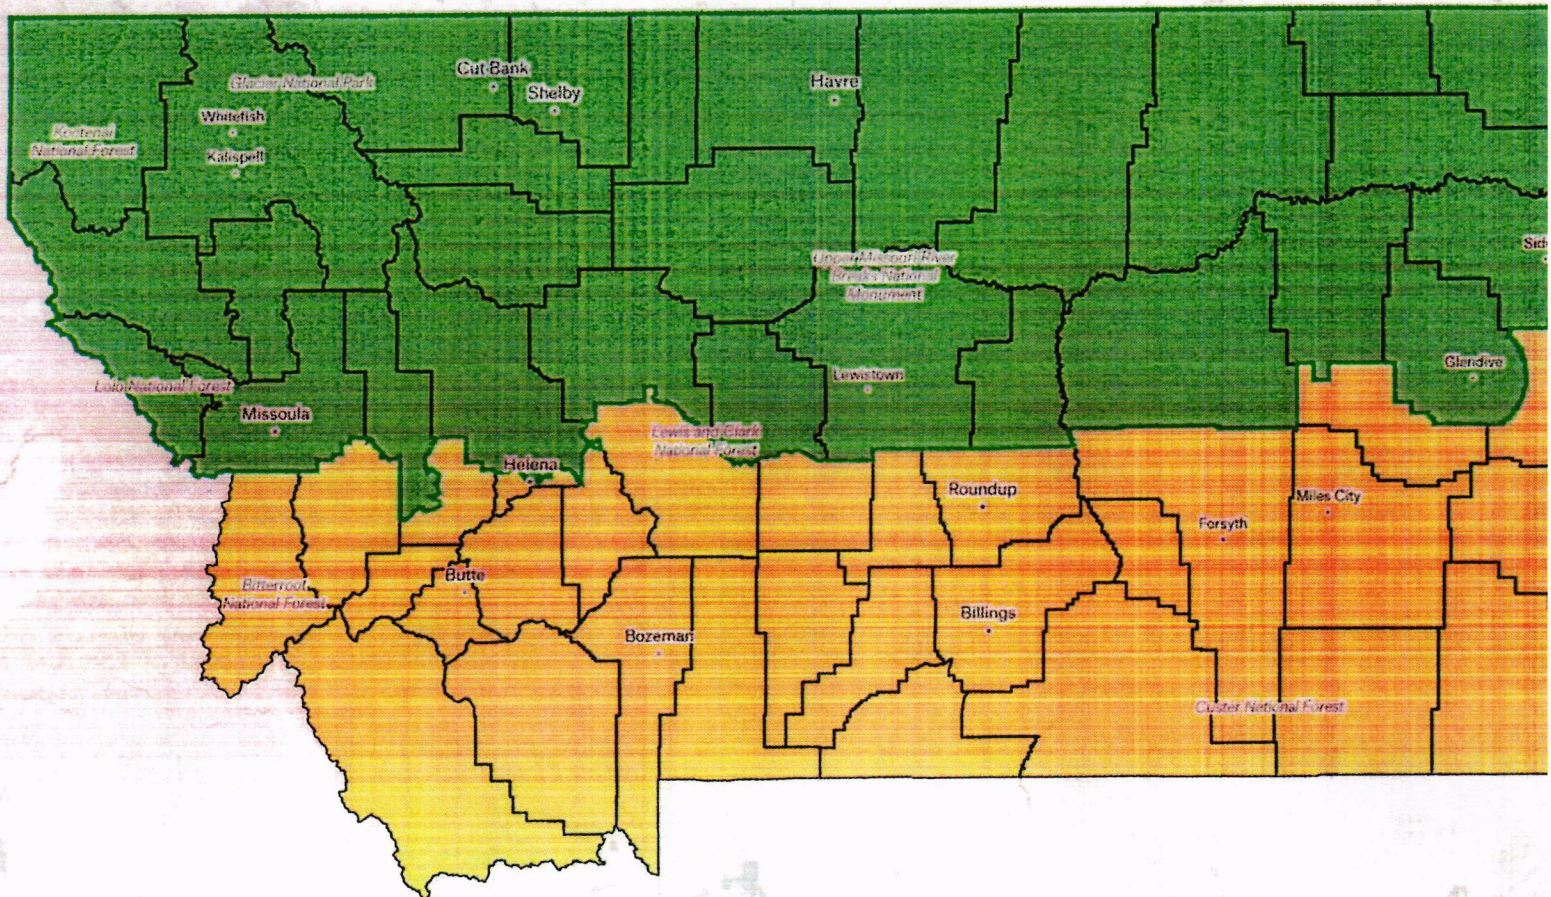 Cut Bank
Glacier National Park
Shelby
Havre
Whitefish
Kootenai
National Forest
Kalispell
Upper Missouri River
Breaks National
Monument
Glendive
Lewistown
Lolo National Forest
Missoula
Lewis and Clark
National Forest
Helena
Roundup
Miles City
Forsyth
Butte
Bitterroot
National Forest
Billings
Bozeman
Custer National Forest